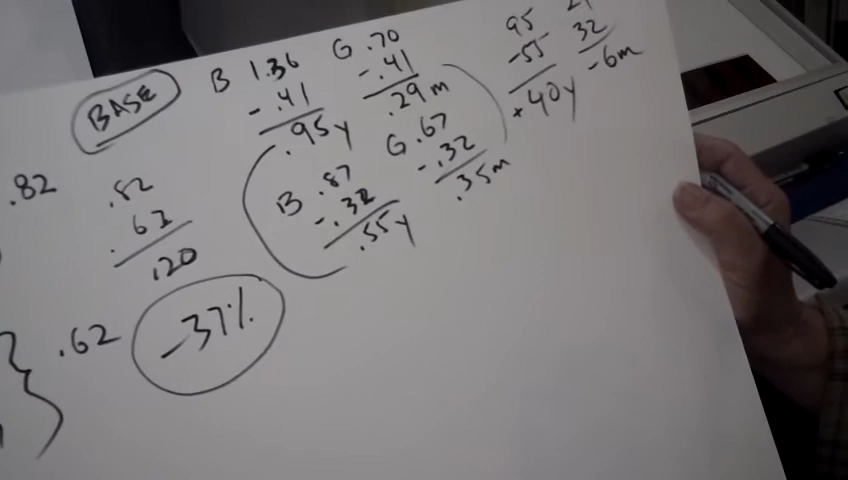 BASE
B 1.36
- .41
.95y
G .70
- .41
.29m
95
-55
+40y
32
-6m
B .87
- .32
.55y
G .67
- .32
.35m
.82
.82
.62
.120
.62
-37%